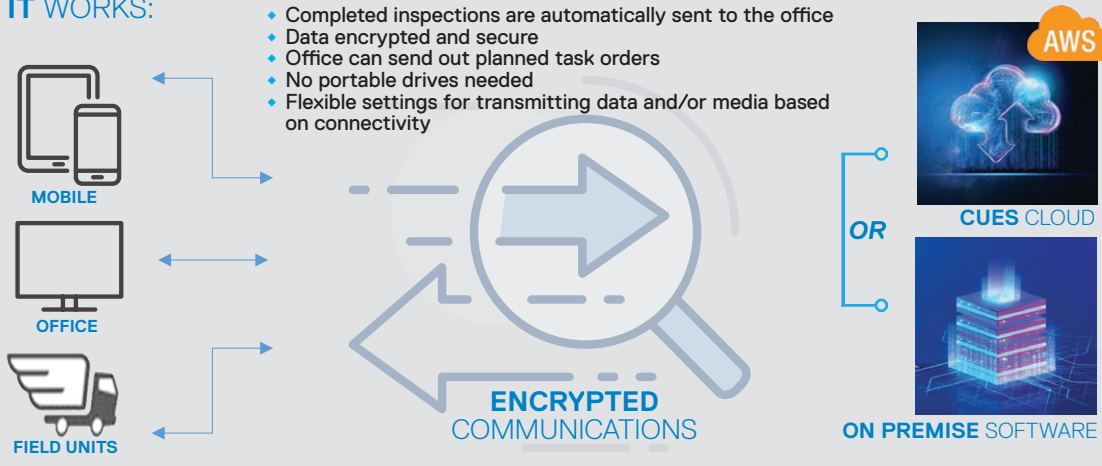 IT WORKS:
Completed inspections are automatically sent to the office
Data encrypted and secure
Office can send out planned task orders
No portable drives needed
Flexible settings for transmitting data and/or media based
on connectivity
MOBILE
OFFICE
FIELD UNITS
ENCRYPTED
COMMUNICATIONS
OR
AWS
CUES CLOUD
ON PREMISE SOFTWARE